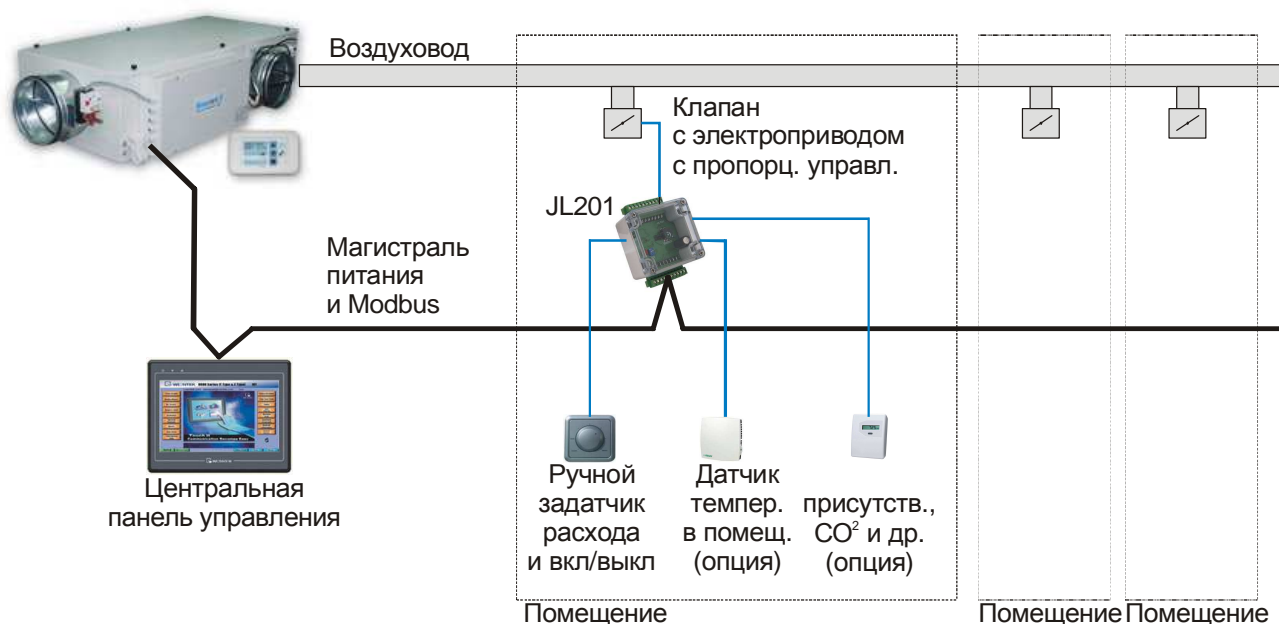 Воздуховод
Клапан
с электроприводом
с пропорц. управл.
JL201
Магистраль
питания
и Modbus
Центральная
панель управления
Ручной
задатчик
расхода
и вкл/выкл
Датчик
темпер.
в помещ.
(опция)
присутств.,
CO² и др.
(опция)
Помещение
Помещение
Помещение